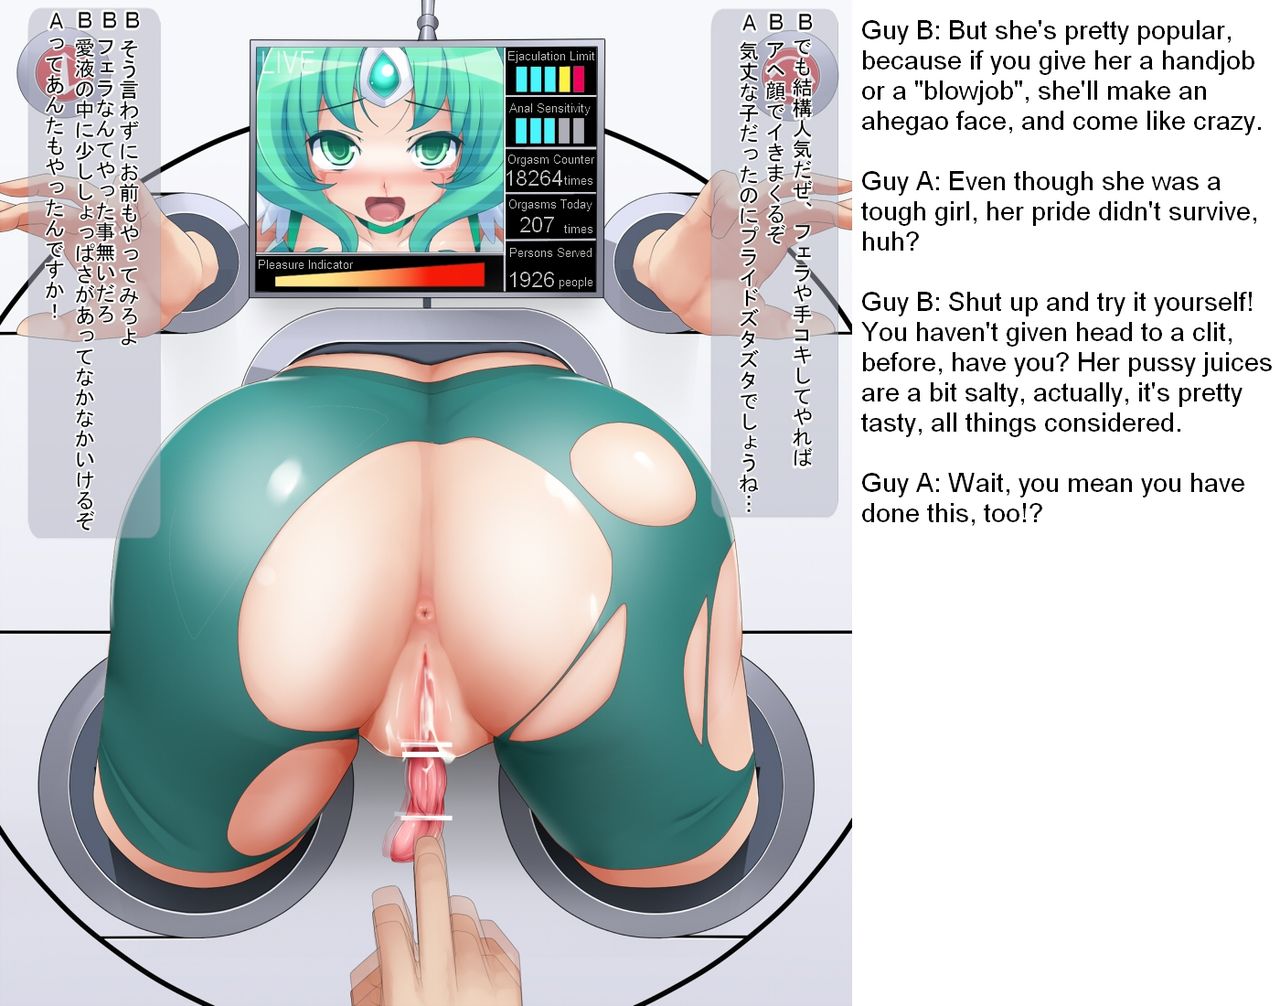 B でも結構人気だぜ、フェラや手コキしてやれば
B アヘ顔でイきまくるぞ
A 気丈な子だったのにプライドズタズタでしょうね…
B そう言わずにお前もやってみろよ
B フェラなんてやった事無いだろ
B 愛液の中に少ししょっぱさがあってなかなかいけるぞ
A ってあんたもやったんですか！
LIVE
Ejaculation Limit
Anal Sensitivity
Orgasm Counter
18264 times
Orgasms Today
207 times
Persons Served
1926 people
Pleasure Indicator
Guy B: But she's pretty popular,
because if you give her a handjob
or a "blowjob", she'll make an
ahegao face, and come like crazy.
Guy A: Even though she was a
tough girl, her pride didn't survive,
huh?
Guy B: Shut up and try it yourself!
You haven't given head to a clit,
before, have you? Her pussy juices
are a bit salty, actually, it's pretty
tasty, all things considered.
Guy A: Wait, you mean you have
done this, too!?